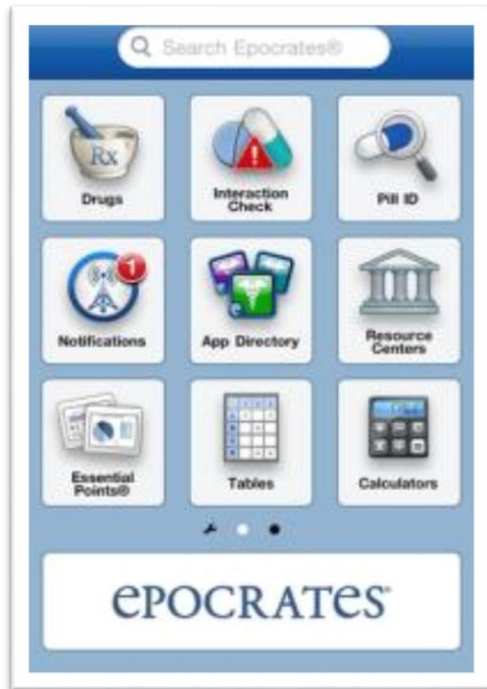 Search Epocrates®
Rx
Drugs
Interaction
Check
Pill ID
1
Notifications
App Directory
Resource
Centers
Essential
Points®
Tables
Calculators
epocrates®